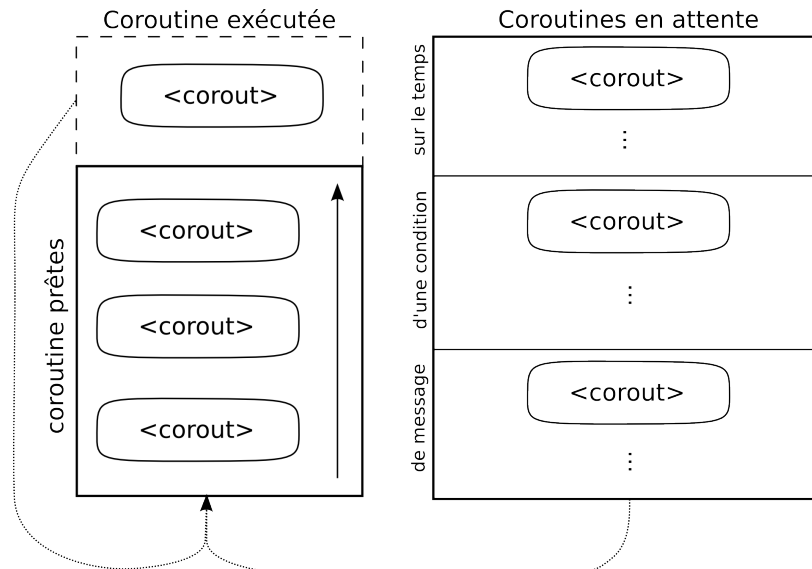 Coroutine exécutée
<corout>
coroutine prêtes
<corout>
<corout>
<corout>
Coroutines en attente
sur le temps
<corout>
...
d'une condition
<corout>
...
de message
<corout>
...